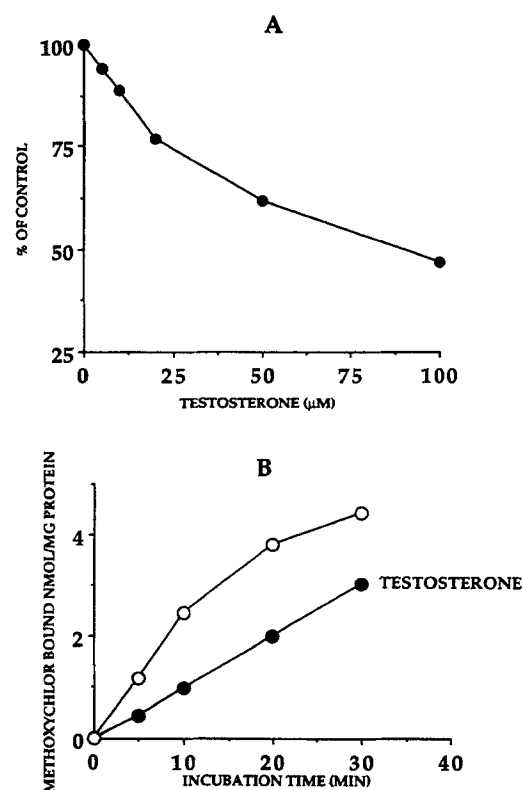 A
100
75
50
25
% OF CONTROL
0 25 50 75 100
TESTOSTERONE (μM)
B
4
2
0
METHOXYCHLOR BOUND NMOL/MG PROTEIN
TESTOSTERONE
0 10 20 30 40
INCUBATION TIME (MIN)